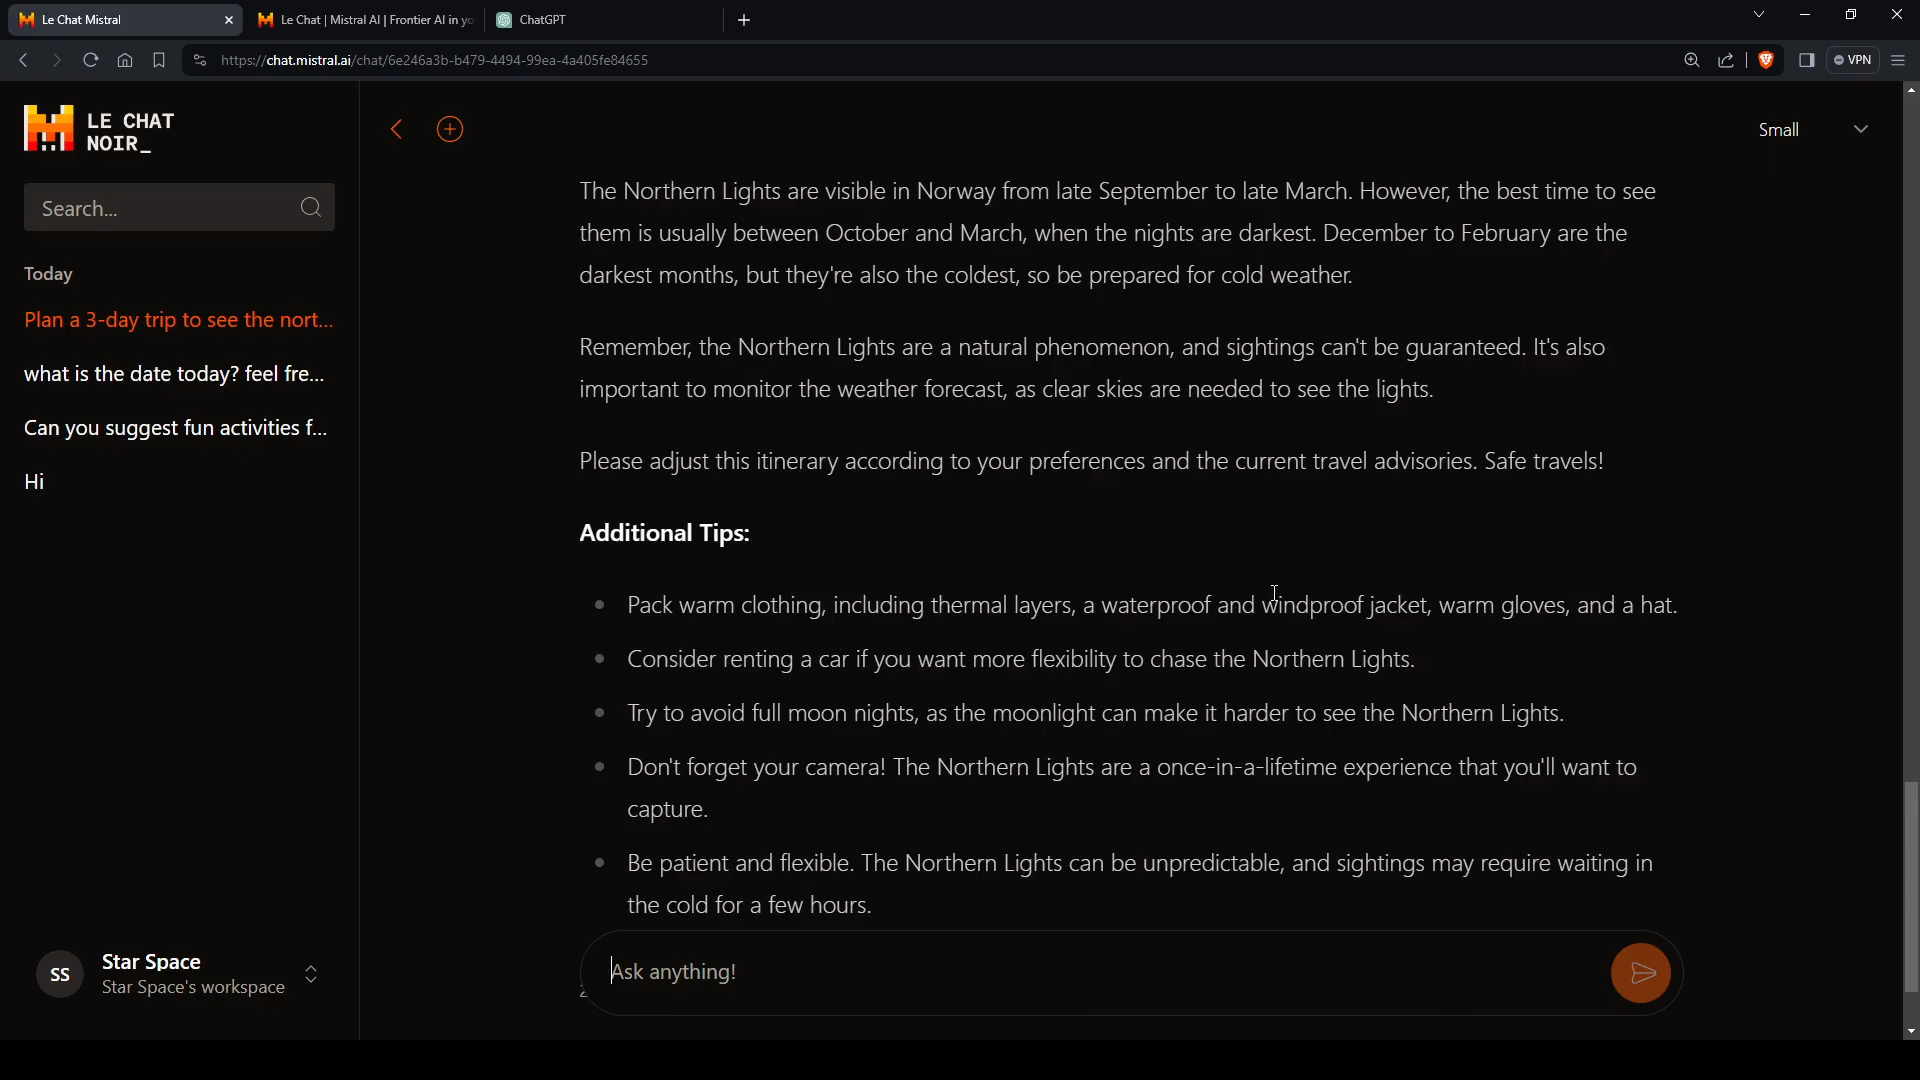 Le Chat Mistral
Le Chat | Mistral AI | Frontier AI in yo
ChatGPT
https://chat.mistral.ai/chat/6e246a3b-b479-4494-99ea-4a405fe84655
VPN
LE CHAT
NOIR_
Search...
Today
Plan a 3-day trip to see the nort...
what is the date today? feel fre...
Can you suggest fun activities f...
Hi
SS
Star Space
Star Space's workspace
Small
The Northern Lights are visible in Norway from late September to late March. However, the best time to see
them is usually between October and March, when the nights are darkest. December to February are the
darkest months, but they're also the coldest, so be prepared for cold weather.
Remember, the Northern Lights are a natural phenomenon, and sightings can't be guaranteed. It's also
important to monitor the weather forecast, as clear skies are needed to see the lights.
Please adjust this itinerary according to your preferences and the current travel advisories. Safe travels!
Additional Tips:
Pack warm clothing, including thermal layers, a waterproof and windproof jacket, warm gloves, and a hat.
Consider renting a car if you want more flexibility to chase the Northern Lights.
Try to avoid full moon nights, as the moonlight can make it harder to see the Northern Lights.
Don't forget your camera! The Northern Lights are a once-in-a-lifetime experience that you'll want to
capture.
Be patient and flexible. The Northern Lights can be unpredictable, and sightings may require waiting in
the cold for a few hours.
Ask anything!